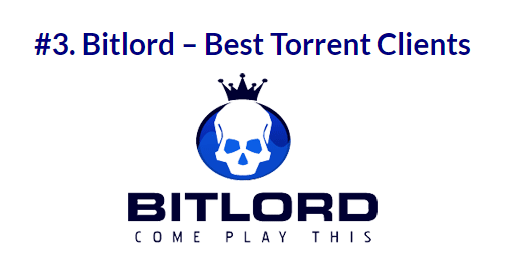 #3. Bitlord – Best Torrent Clients
BITLORD
COME PLAY THIS